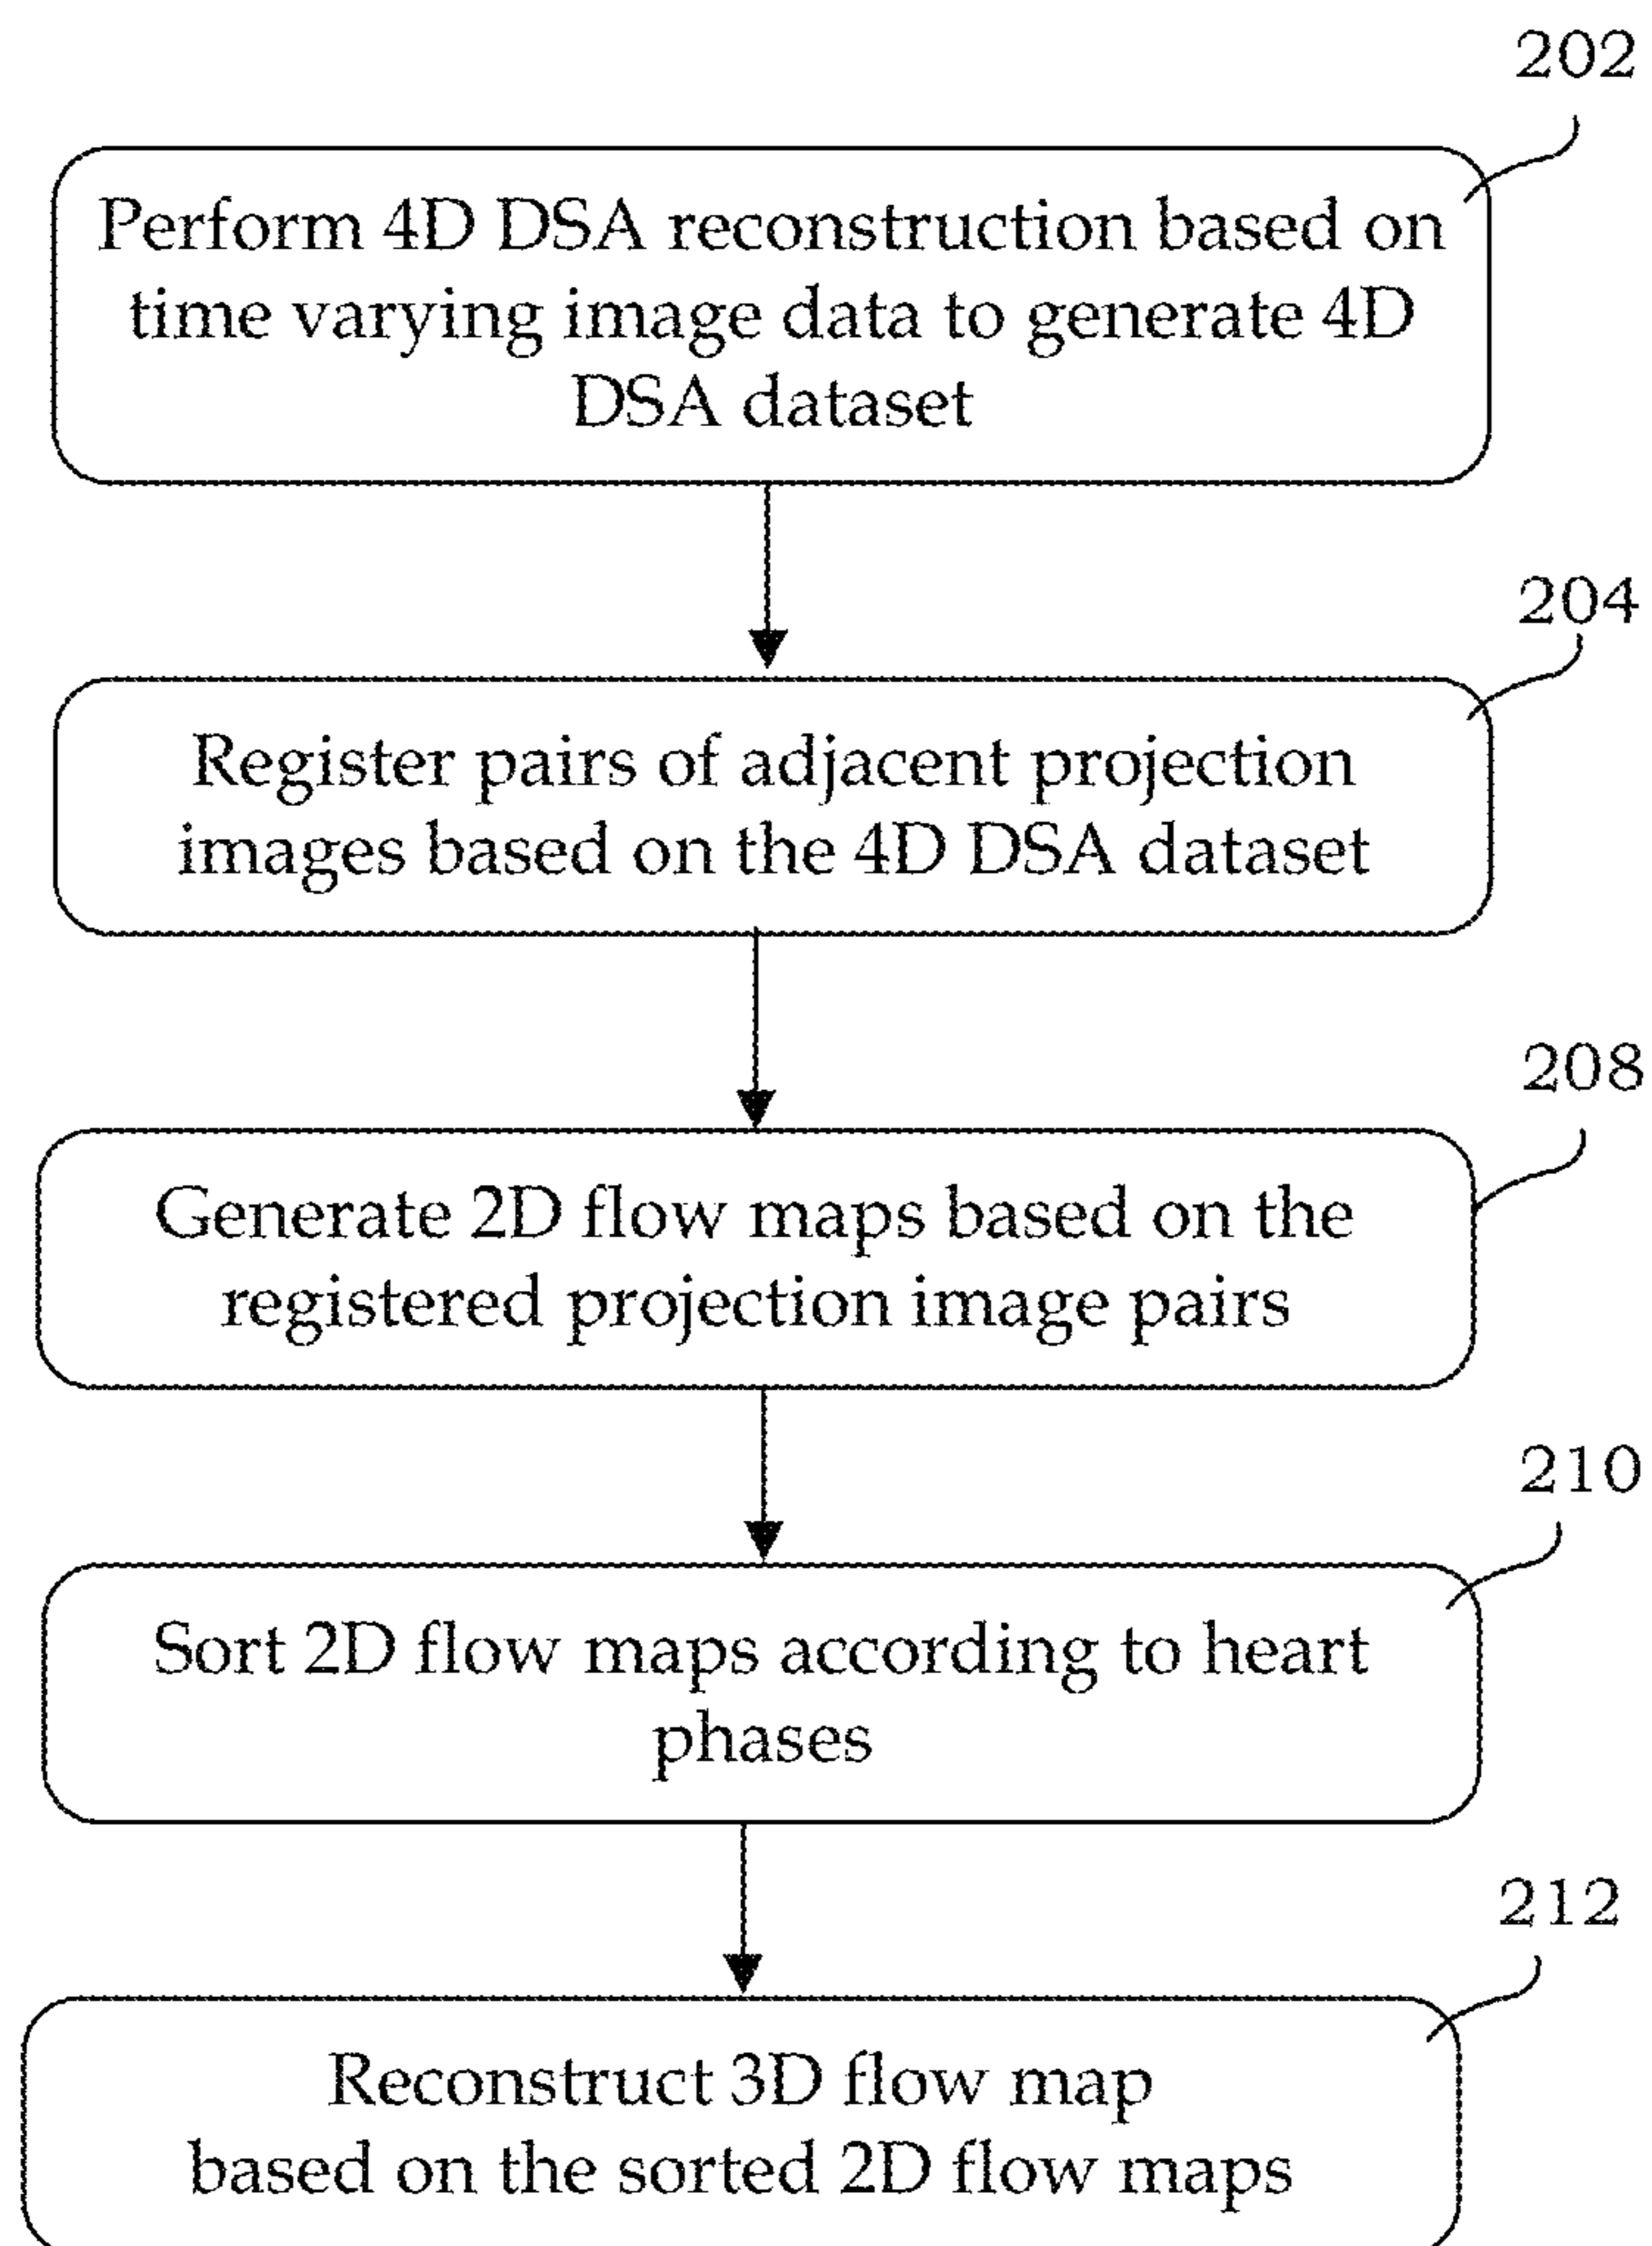 202
Perform 4D DSA reconstruction based on
time varying image data to generate 4D
DSA dataset
204
Register pairs of adjacent projection
images based on the 4D DSA dataset
208
Generate 2D flow maps based on the
registered projection image pairs
210
Sort 2D flow maps according to heart
phases
212
Reconstruct 3D flow map
based on the sorted 2D flow maps